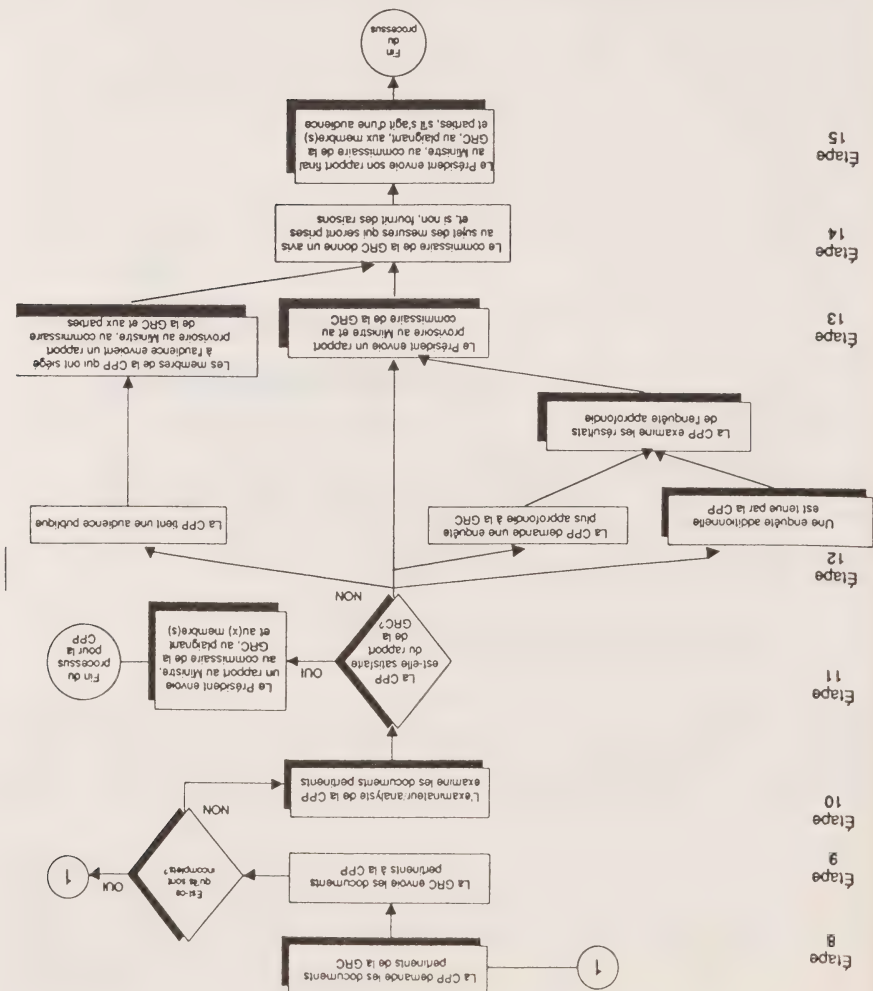 Étape
8
1
La CPP demande les documents
pertinents de la GRC
Étape
9
La GRC envoie les documents
pertinents à la CPP
Est-ce
qu'ils sont
incomplets?
OUI
1
NON
Étape
10
L'examinateur/analyste de la CPP
examine les documents pertinents
Étape
11
La CPP
est-elle satisfaite
du rapport
de la
GRC?
OUI
Le Président envoie
un rapport au Ministre,
au commissaire de la
GRC, au plaignant
et au(x) membre(s)
Fin du
processus
pour la
CPP
NON
Étape
12
Une enquête additionnelle
est tenue par la CPP
La CPP demande une enquête
plus approfondie à la GRC
La CPP tient une audience publique
La CPP examine les résultats
de l'enquête approfondie
Étape
13
Le Président envoie un rapport
provisoire au Ministre et au
commissaire de la GRC
Les membres de la CPP qui ont siégé
à l'audience envoient un rapport
provisoire au Ministre, au commissaire
de la GRC et aux parties
Étape
14
Le commissaire de la GRC donne un avis
au sujet des mesures qui seront prises
et, si non, fournit des raisons
Étape
15
Le Président envoie son rapport final
au Ministre, au commissaire de la
GRC, au plaignant, aux membre(s)
et parties, s'il s'agit d'une audience
Fin
du
processus